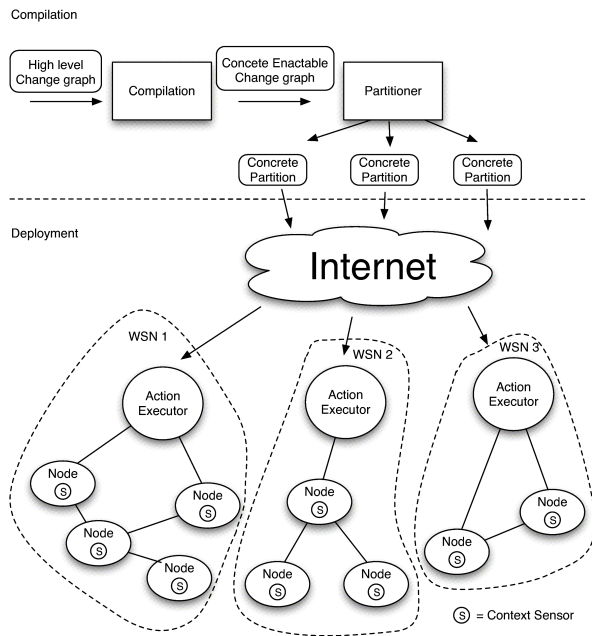 Compilation
High level
Change graph
Compilation
Concete Enactable
Change graph
Partitioner
Concrete
Partition
Concrete
Partition
Concrete
Partition
Deployment
Internet
WSN 1
Action
Executor
Node
S
Node
S
Node
S
Node
S
WSN 2
Action
Executor
Node
S
Node
S
Node
S
WSN 3
Action
Executor
Node
S
Node
S
S = Context Sensor